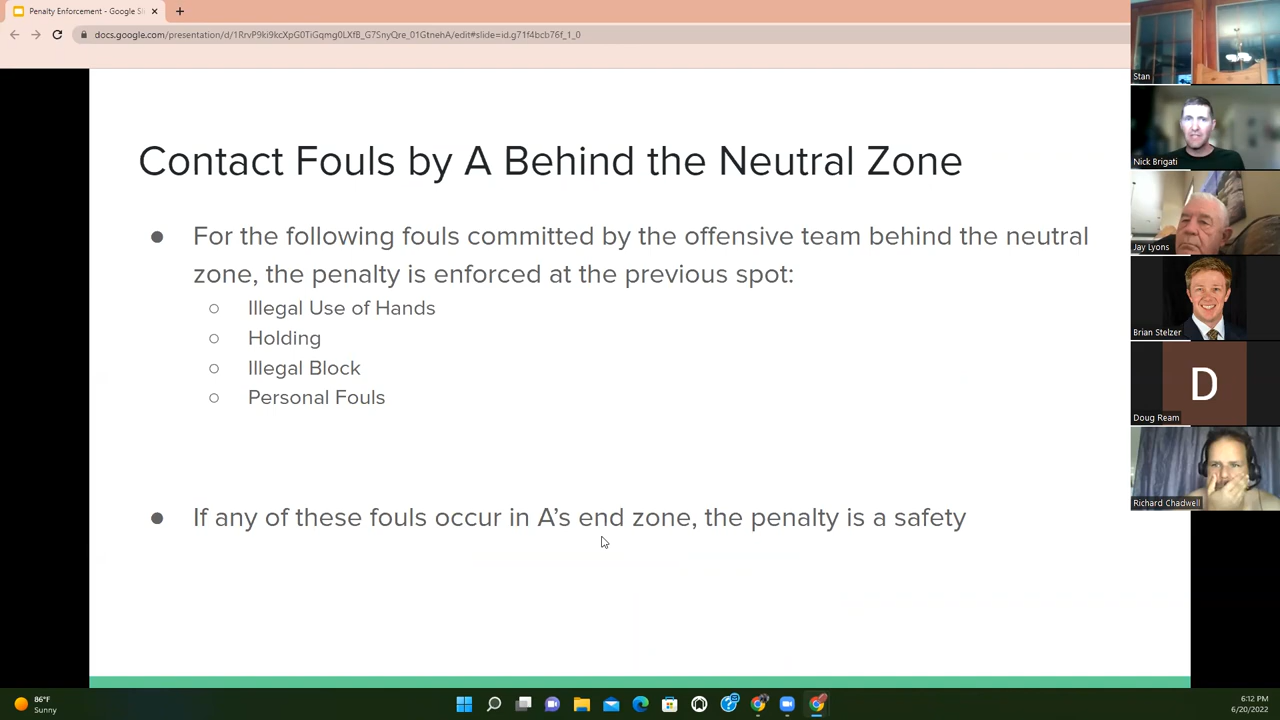 Penalty Enforcement - Google Sli
docs.google.com/presentation/d/1RrvP9ki9kcXpG0TiGqmg0LXfB_G7SnyQre_01GtnehA/edit#slide=id.g71f4bcb76f_1_0
Contact Fouls by A Behind the Neutral Zone
● For the following fouls committed by the offensive team behind the neutral
zone, the penalty is enforced at the previous spot:
○ Illegal Use of Hands
○ Holding
○ Illegal Block
○ Personal Fouls
● If any of these fouls occur in A's end zone, the penalty is a safety
Stan
Nick Brigati
Jay Lyons
Brian Stelzer
D
Doug Ream
Richard Chadwell
86°F
Sunny
6:12 PM
6/20/2022